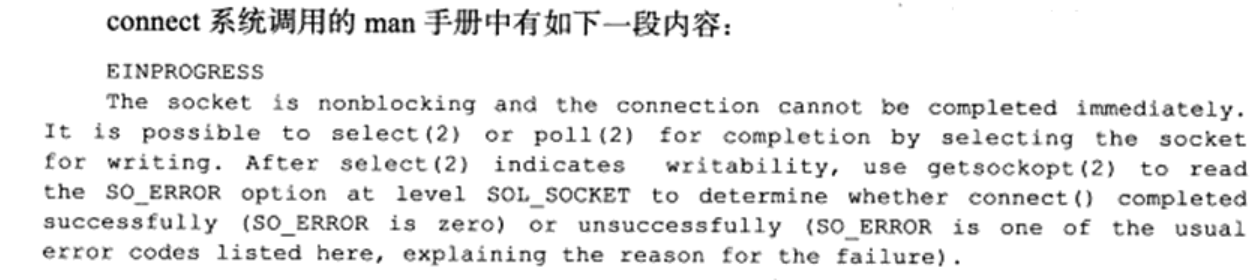 connect 系统调用的 man 手册中有如下一段内容：
EINPROGRESS
The socket is nonblocking and the connection cannot be completed immediately.
It is possible to select(2) or poll(2) for completion by selecting the socket
for writing. After select(2) indicates writability, use getsockopt(2) to read
the SO_ERROR option at level SOL_SOCKET to determine whether connect() completed
successfully (SO_ERROR is zero) or unsuccessfully (SO_ERROR is one of the usual
error codes listed here, explaining the reason for the failure).